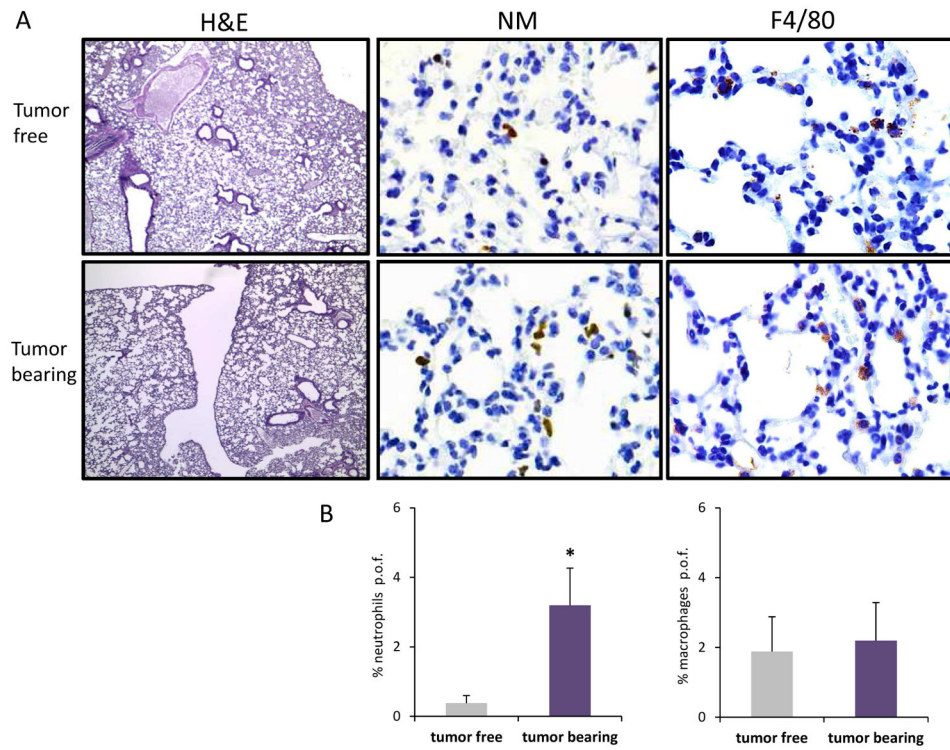 A
H&E
NM
F4/80
Tumor
free
Tumor
bearing
B
% neutrophils p.o.f.
6
4
2
0
*
tumor free
tumor bearing
% macrophages p.o.f.
6
4
2
0
tumor free
tumor bearing